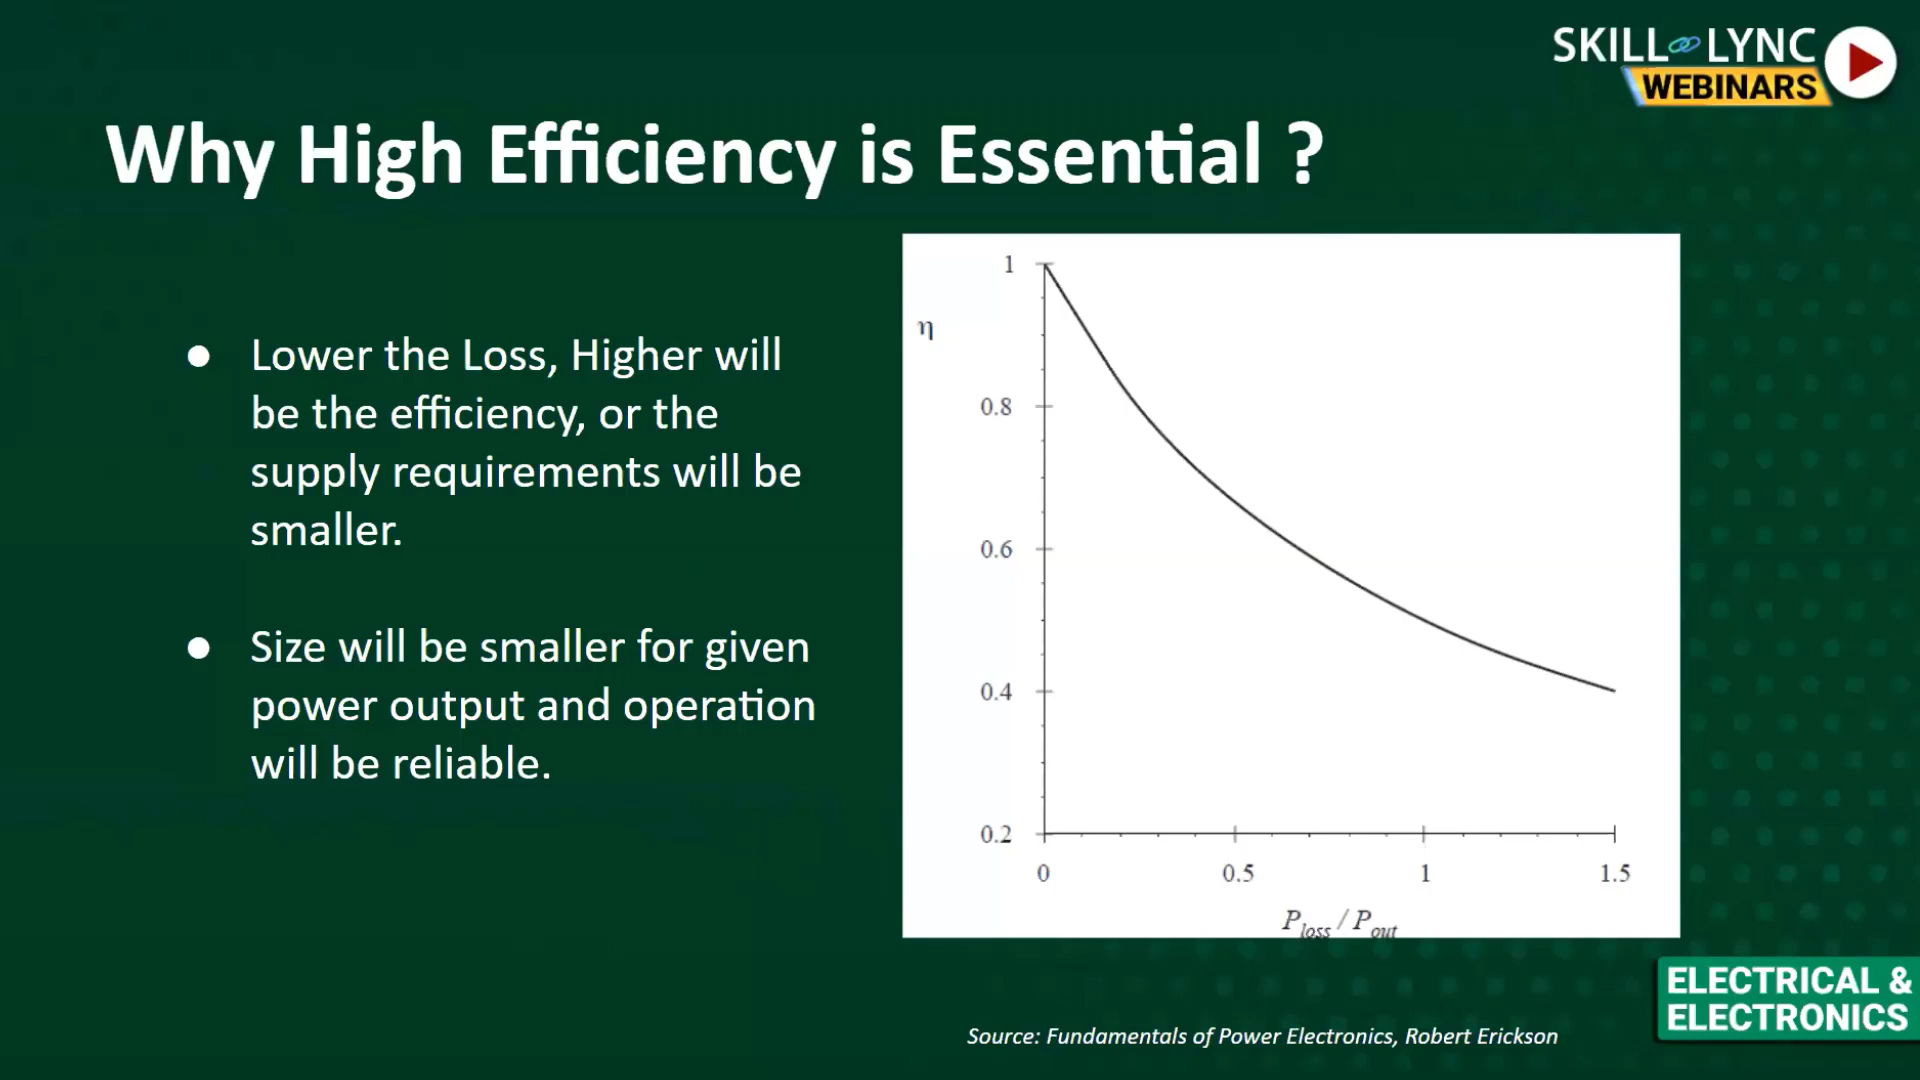 SKILL LYNC
WEBINARS
Why High Efficiency is Essential ?
● Lower the Loss, Higher will
be the efficiency, or the
supply requirements will be
smaller.
● Size will be smaller for given
power output and operation
will be reliable.
1
η
0.8
0.6
0.4
0.2
0 0.5 1 1.5
P_loss / P_out
Source: Fundamentals of Power Electronics, Robert Erickson
ELECTRICAL &
ELECTRONICS